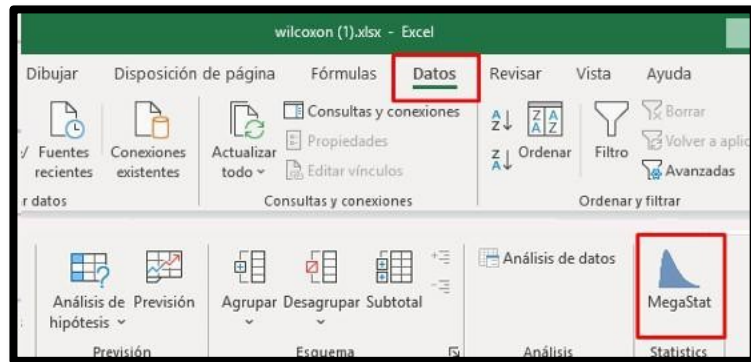 wilcoxon (1).xlsx - Excel
Dibujar Disposición de página Fórmulas Datos Revisar Vista Ayuda
Fuentes recientes
Conexiones existentes
Actualizar todo
Consultas y conexiones
Propiedades
Editar vínculos
Ordenar
Filtro
Borrar
Volver a aplic
Avanzadas
r datos Consultas y conexiones Ordenar y filtrar
Análisis de hipótesis
Previsión
Agrupar Desagrupar Subtotal
Análisis de datos
MegaStat
Previsión Esquema Análisis Statistics